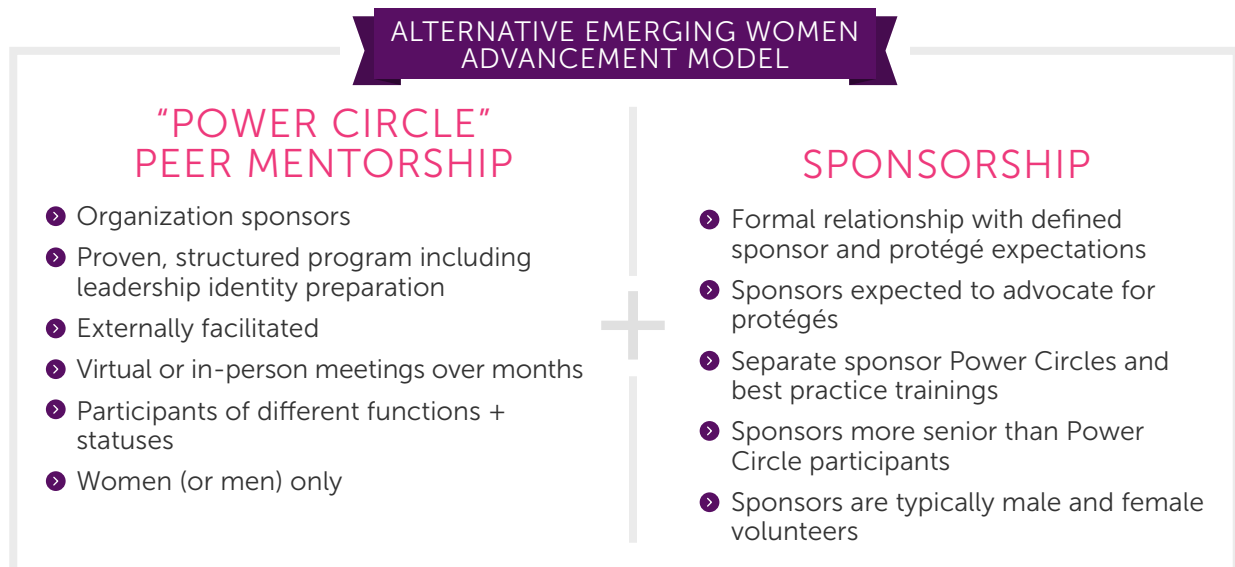 ALTERNATIVE EMERGING WOMEN
ADVANCEMENT MODEL
“POWER CIRCLE”
PEER MENTORSHIP
Organization sponsors
Proven, structured program including
leadership identity preparation
Externally facilitated
Virtual or in-person meetings over months
Participants of different functions +
statuses
Women (or men) only
+
SPONSORSHIP
Formal relationship with defined
sponsor and protégé expectations
Sponsors expected to advocate for
protégés
Separate sponsor Power Circles and
best practice trainings
Sponsors more senior than Power
Circle participants
Sponsors are typically male and female
volunteers